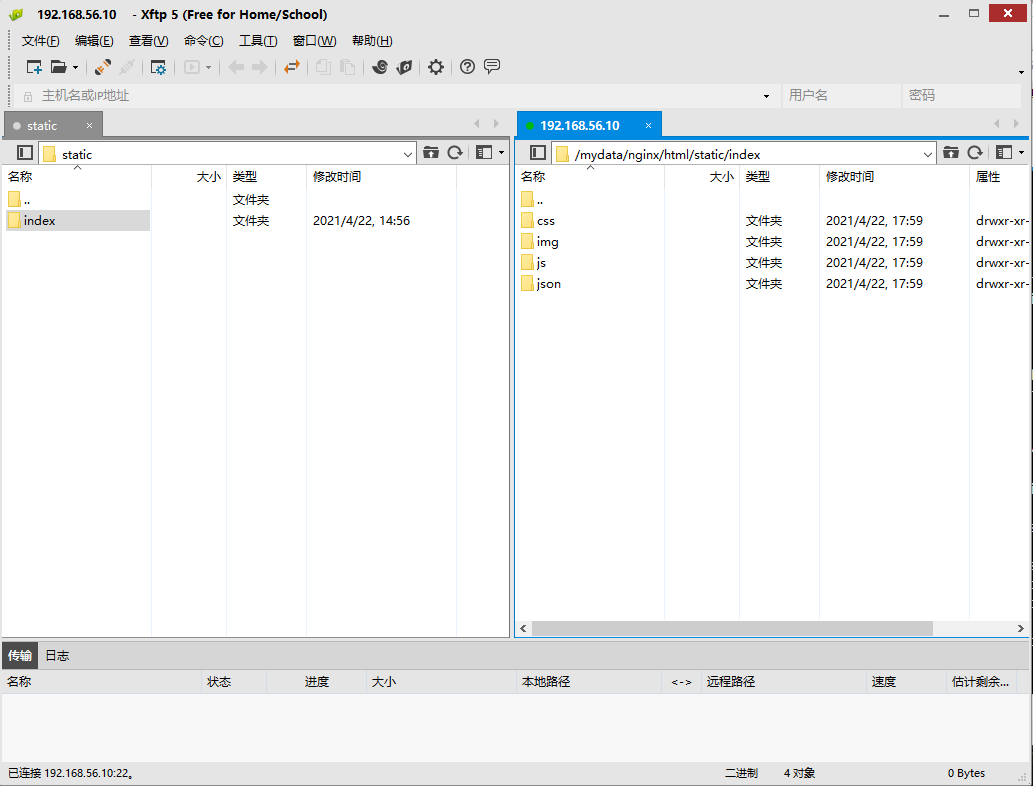 192.168.56.10 - Xftp 5 (Free for Home/School)
文件(F) 编辑(E) 查看(V) 命令(C) 工具(T) 窗口(W) 帮助(H)
主机名或IP地址 用户名 密码
static 192.168.56.10
static /mydata/nginx/html/static/index
名称 大小 类型 修改时间 名称 大小 类型 修改时间 属性
.. 文件夹 ..
index 文件夹 2021/4/22, 14:56 css 文件夹 2021/4/22, 17:59 drwxr-xr-
img 文件夹 2021/4/22, 17:59 drwxr-xr-
js 文件夹 2021/4/22, 17:59 drwxr-xr-
json 文件夹 2021/4/22, 17:59 drwxr-xr-
传输 日志
名称 状态 进度 大小 本地路径 <-> 远程路径 速度 估计剩余...
已连接 192.168.56.10:22。 二进制 4 对象 0 Bytes